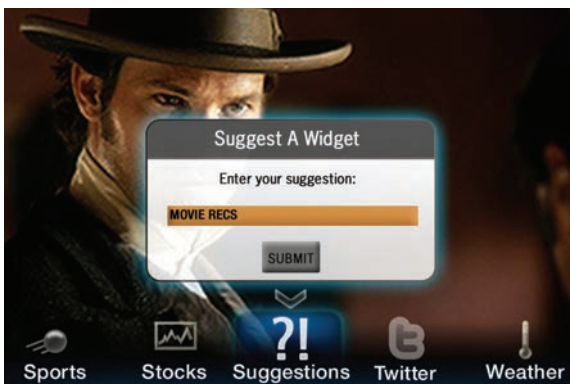 Suggest A Widget
Enter your suggestion:
MOVIE RECS
SUBMIT
?!
Sports Stocks Suggestions Twitter Weather